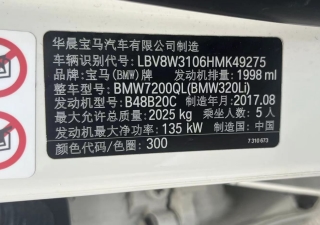 华晨宝马汽车有限公司制造
车辆识别代号: LBV8W3106HMK49275
品牌: 宝马(BMW)牌 发动机排量: 1998 ml
整车型号: BMW7200QL(BMW320Li)
发动机型号: B48B20C 制造年月: 2017.08
最大允许总质量: 2025 kg 乘坐人数: 5 人
发动机最大净功率: 135 kW 制造国: 中国
颜色代码/色圈: 300 7 310 673